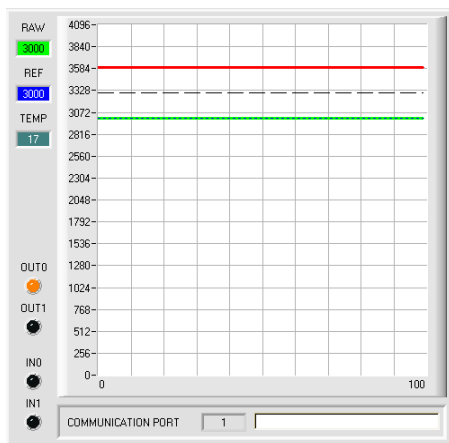 RAW
3000
REF
3000
TEMP
17
OUT0
OUT1
IN0
IN1
4096
3840
3584
3328
3072
2816
2560
2304
2048
1792
1536
1280
1024
768
512
256
0
0 100
COMMUNICATION PORT 1